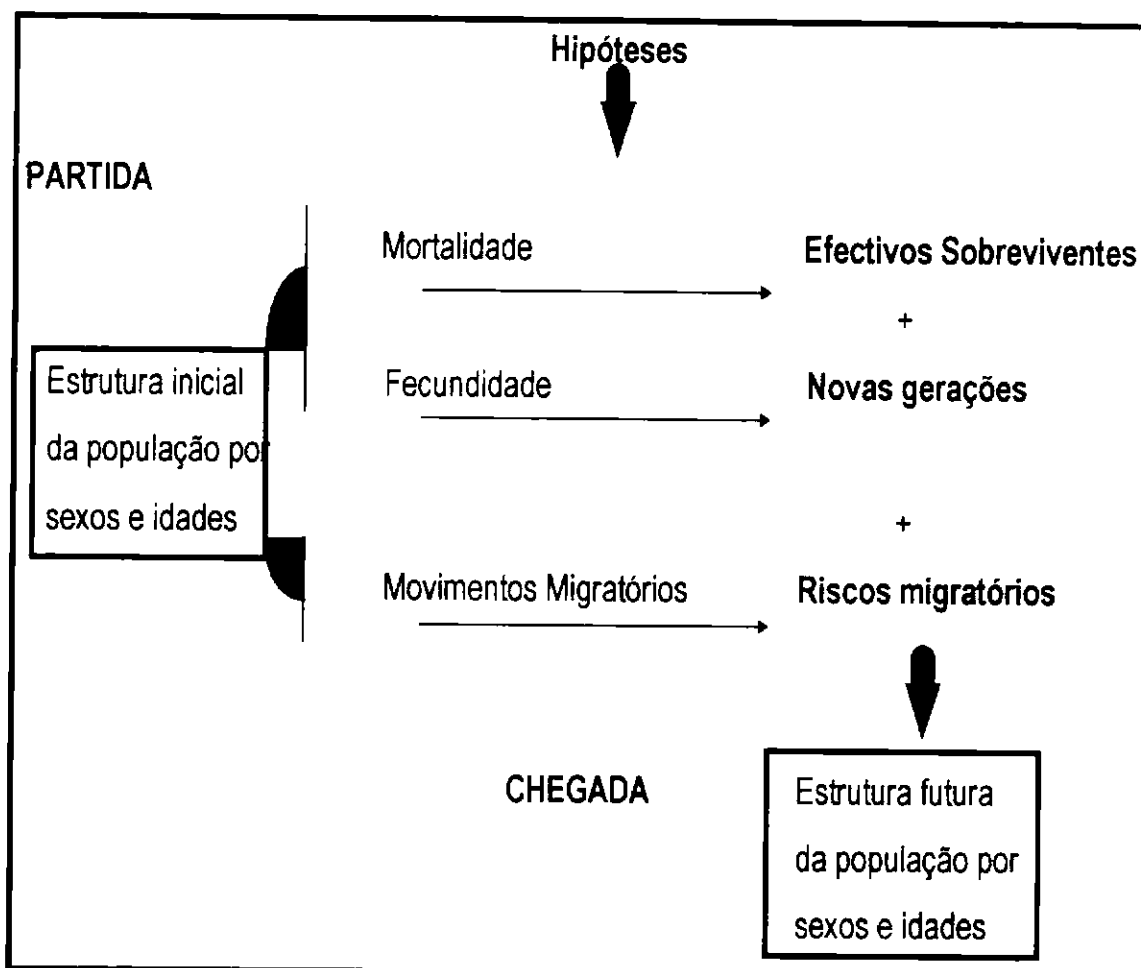 Hipóteses
PARTIDA
Mortalidade
Efectivos Sobreviventes
+
Estrutura inicial
da população por
sexos e idades
Fecundidade
Novas gerações
+
Movimentos Migratórios
Riscos migratórios
CHEGADA
Estrutura futura
da população por
sexos e idades